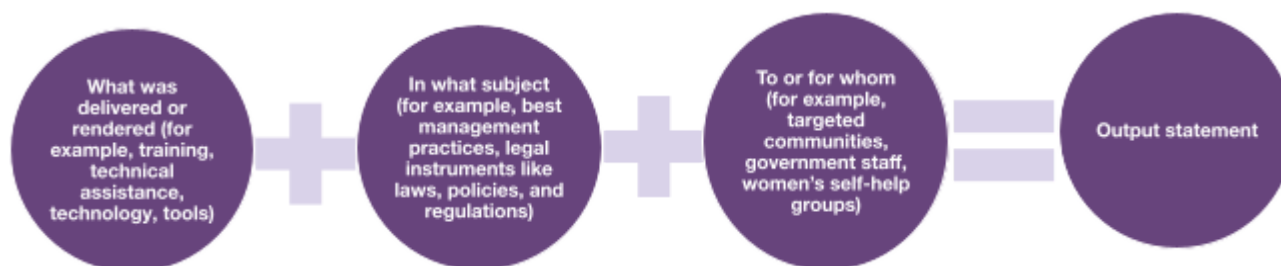 What was
delivered or
rendered (for
example, training,
technical
assistance,
technology, tools)
In what subject
(for example, best
management
practices, legal
instruments like
laws, policies, and
regulations)
To or for whom
(for example,
targeted
communities,
government staff,
women's self-help
groups)
Output statement